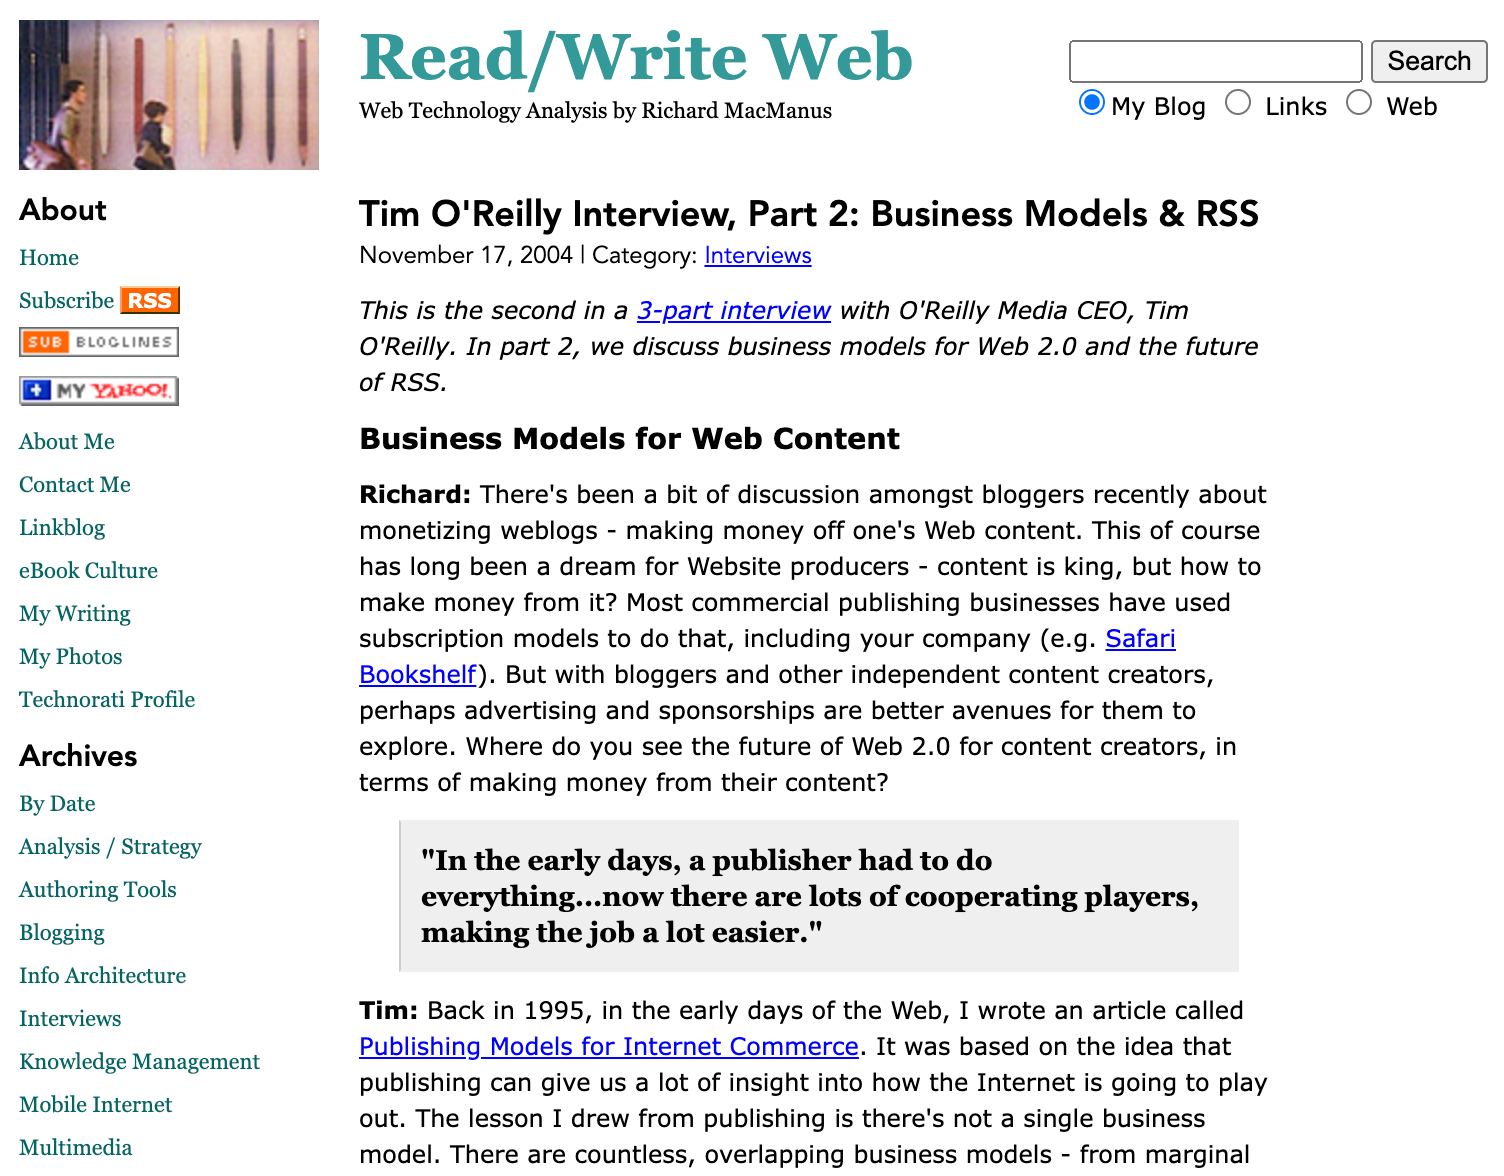 Read/Write Web
Web Technology Analysis by Richard MacManus
Search
My Blog Links Web
About
Home
Subscribe RSS
SUB BLOGLINES
+ MY YAHOO!
About Me
Contact Me
Linkblog
eBook Culture
My Writing
My Photos
Technorati Profile
Archives
By Date
Analysis / Strategy
Authoring Tools
Blogging
Info Architecture
Interviews
Knowledge Management
Mobile Internet
Multimedia
Tim O'Reilly Interview, Part 2: Business Models & RSS
November 17, 2004 | Category: Interviews
This is the second in a 3-part interview with O'Reilly Media CEO, Tim
O'Reilly. In part 2, we discuss business models for Web 2.0 and the future
of RSS.
Business Models for Web Content
Richard: There's been a bit of discussion amongst bloggers recently about
monetizing weblogs - making money off one's Web content. This of course
has long been a dream for Website producers - content is king, but how to
make money from it? Most commercial publishing businesses have used
subscription models to do that, including your company (e.g. Safari
Bookshelf). But with bloggers and other independent content creators,
perhaps advertising and sponsorships are better avenues for them to
explore. Where do you see the future of Web 2.0 for content creators, in
terms of making money from their content?
"In the early days, a publisher had to do
everything...now there are lots of cooperating players,
making the job a lot easier."
Tim: Back in 1995, in the early days of the Web, I wrote an article called
Publishing Models for Internet Commerce. It was based on the idea that
publishing can give us a lot of insight into how the Internet is going to play
out. The lesson I drew from publishing is there's not a single business
model. There are countless, overlapping business models - from marginal